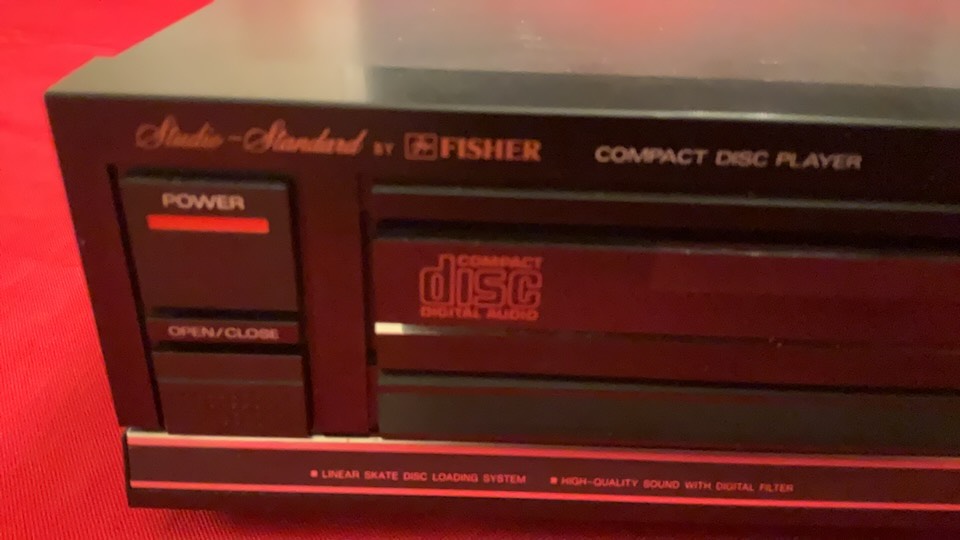 Studio-Standard BY FISHER COMPACT DISC PLAYER
POWER
COMPACT
disc
DIGITAL AUDIO
OPEN/CLOSE
LINEAR SKATE DISC LOADING SYSTEM HIGH-QUALITY SOUND WITH DIGITAL FILTER